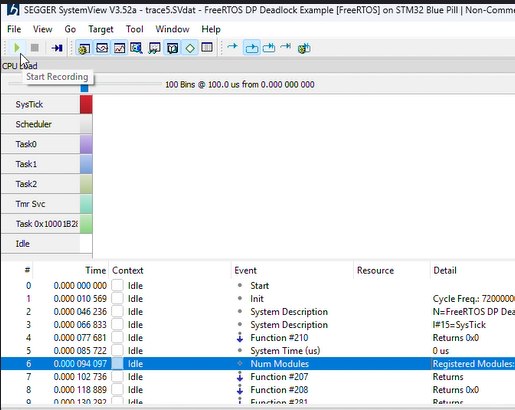 SEGGER SystemView V3.52a - trace5.SVdat - FreeRTOS DP Deadlock Example [FreeRTOS] on STM32 Blue Pill | Non-Comme
File View Go Target Tool Window Help
CPU Load
Start Recording
100 Bins @ 100.0 us from 0.000 000 000
SysTick
Scheduler
Task0
Task1
Task2
Tmr Svc
Task 0x10001B28
Idle
# Time Context Event Resource Detail
0 0.000 000 000 Idle Start
1 0.000 010 569 Idle Init Cycle Freq.: 72000000
2 0.000 046 236 Idle System Description N=FreeRTOS DP Dea
3 0.000 066 833 Idle System Description I#15=SysTick
4 0.000 077 681 Idle Function #210 Returns 0x0
5 0.000 085 722 Idle System Time (us) 0 us
6 0.000 094 097 Idle Num Modules Registered Modules:
7 0.000 102 736 Idle Function #207 Returns
8 0.000 118 889 Idle Function #208 Returns 0x0
9 0.000 130 292 Idle Function #281 Returns